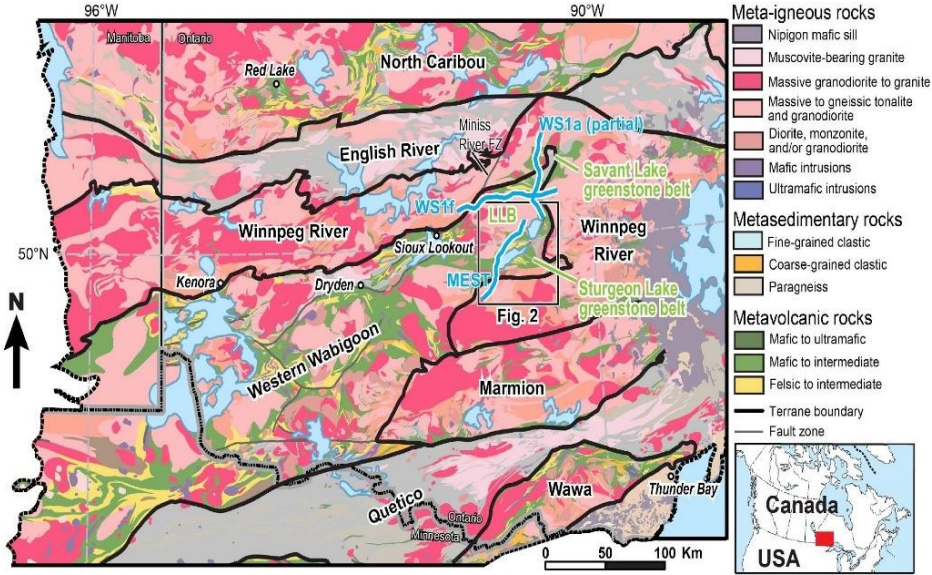 96°W
90°W
Manitoba
Ontario
Red Lake
North Caribou
Miniss
River FZ
WS1a (partial)
English River
Savant Lake
greenstone belt
WS1f
LLB
Winnipeg River
Sioux Lookout
Winnpeg
River
50°N
Kenora
Dryden
MEST
Sturgeon Lake
greenstone belt
Fig. 2
N
Western Wabigoon
Marmion
Quetico
Wawa
Thunder Bay
Ontario
Minnesota
0 50 100 Km
Meta-igneous rocks
Nipigon mafic sill
Muscovite-bearing granite
Massive granodiorite to granite
Massive to gneissic tonalite
and granodiorite
Diorite, monzonite,
and/or granodiorite
Mafic intrusions
Ultramafic intrusions
Metasedimentary rocks
Fine-grained clastic
Coarse-grained clastic
Paragneiss
Metavolcanic rocks
Mafic to ultramafic
Mafic to intermediate
Felsic to intermediate
Terrane boundary
Fault zone
Canada
USA